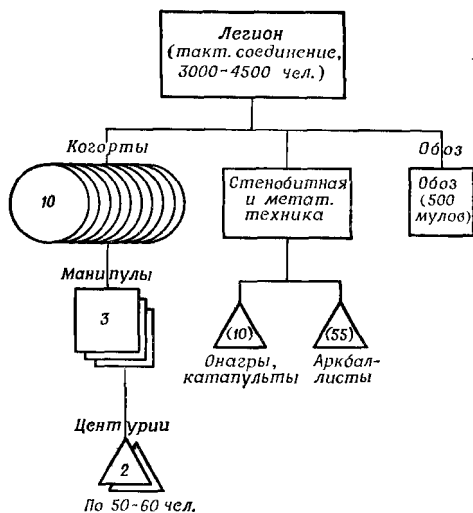 Легион
(такт. соединение,
3000-4500 чел.)
Когорты
10
Стенобитная
и метат.
техника
Обоз
Обоз
(500
мулов)
Манипулы
3
(10)
(55)
Онагры,
катапульты
Аркбал-
листы
Центурии
2
По 50-60 чел.